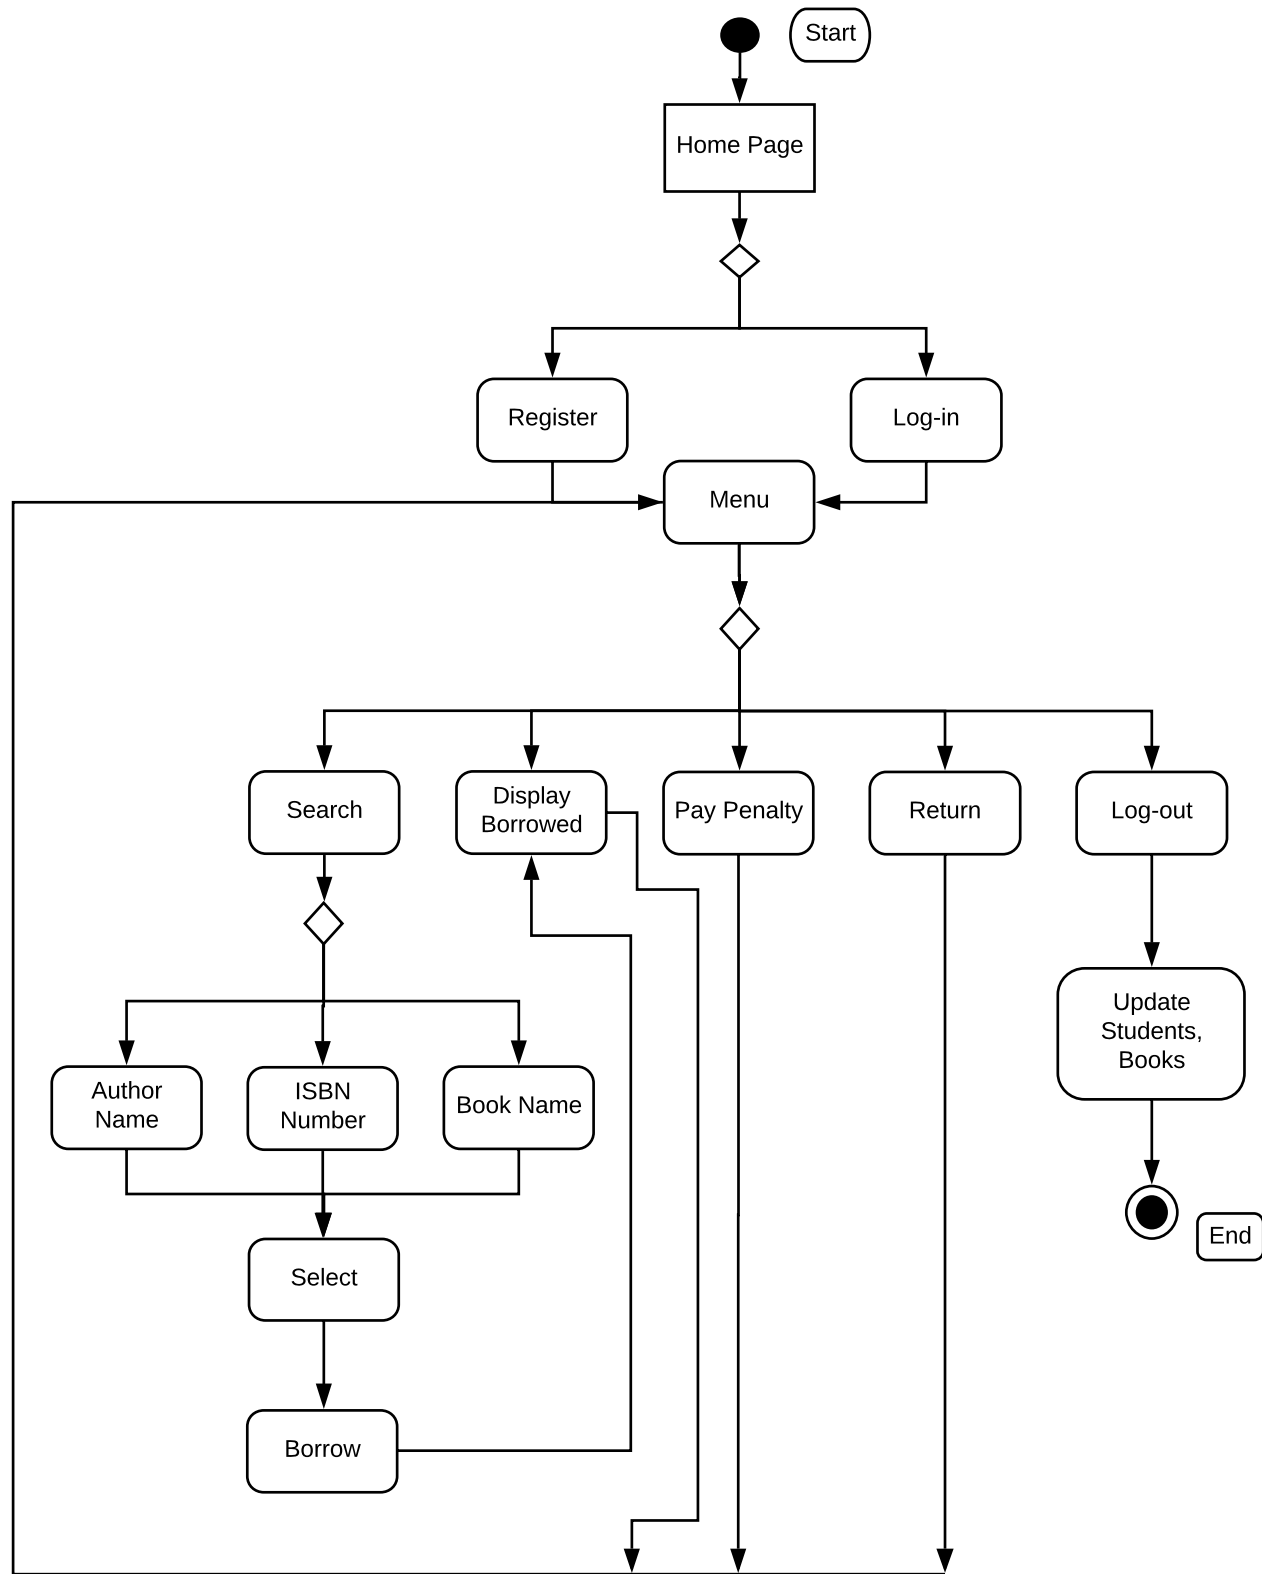 Start
Home Page
Register
Log-in
Menu
Search
Display
Borrowed
Pay Penalty
Return
Log-out
Update
Students,
Books
Author
Name
ISBN
Number
Book Name
End
Select
Borrow